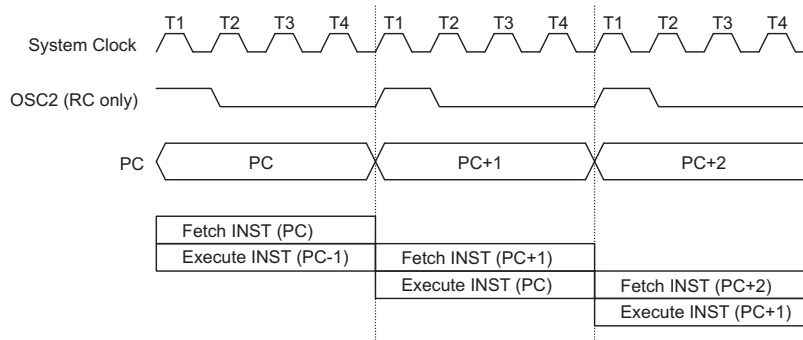 T1 T2 T3 T4 T1 T2 T3 T4 T1 T2 T3 T4
System Clock
OSC2 (RC only)
PC PC PC+1 PC+2
Fetch INST (PC)
Execute INST (PC-1) Fetch INST (PC+1)
Execute INST (PC) Fetch INST (PC+2)
Execute INST (PC+1)